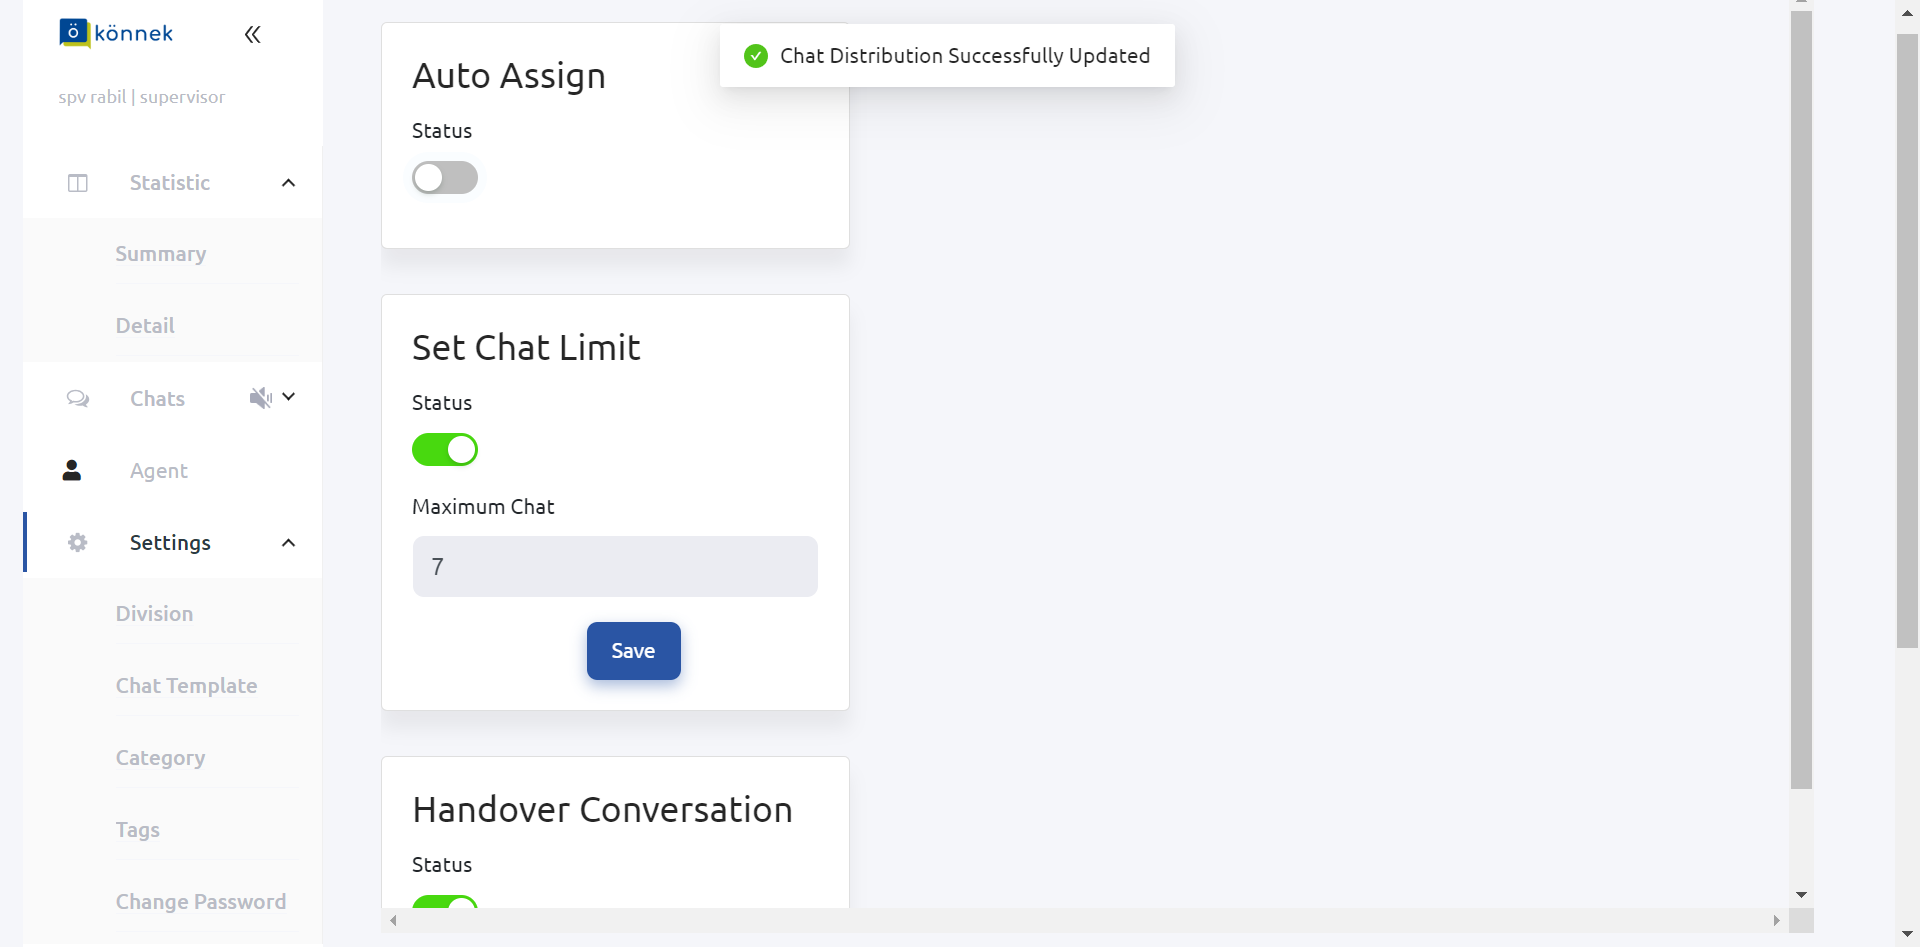 ö könnek
spv rabil | supervisor
Statistic
Summary
Detail
Chats
Agent
Settings
Division
Chat Template
Category
Tags
Change Password
Chat Distribution Successfully Updated
Auto Assign
Status
Set Chat Limit
Status
Maximum Chat
7
Save
Handover Conversation
Status